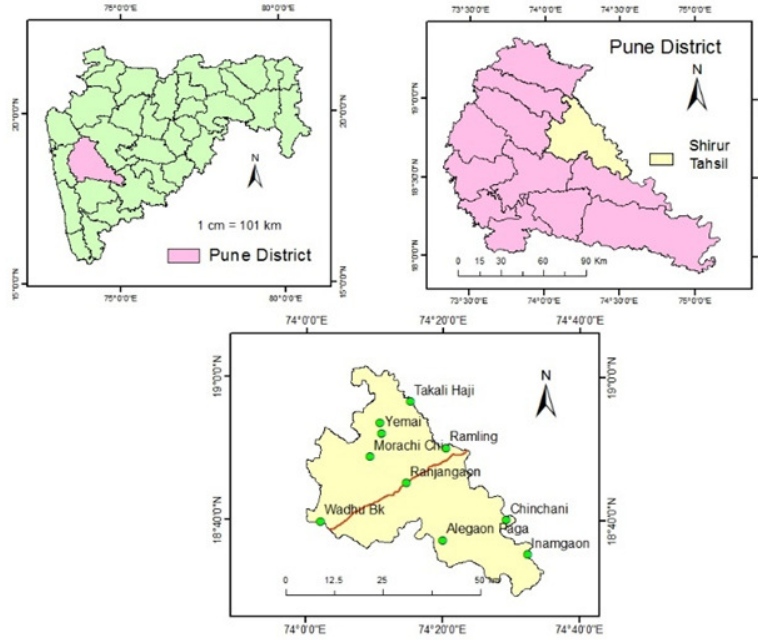 75°0'0"E 80°0'0"E
20°0'0"N 20°0'0"N
N
1 cm = 101 km
Pune District
15°0'0"N 15°0'0"N
75°0'0"E 80°0'0"E
73°30'0"E 74°0'0"E 74°30'0"E 75°0'0"E
Pune District
N
19°0'0"N
Shirur
Tahsil
18°30'0"N
18°0'0"N
0 15 30 60 90 Km
73°30'0"E 74°0'0"E 74°30'0"E 75°0'0"E
74°0'0"E 74°20'0"E 74°40'0"E
19°0'0"N 19°0'0"N
N
Takali Haji
Yemai
Ramling
Morachi Chi
Ranjangaon
Wadhu Bk
Chinchani
18°40'0"N 18°40'0"N
Alegaon Paga
Inamgaon
0 12.5 25 50 km
74°0'0"E 74°20'0"E 74°40'0"E